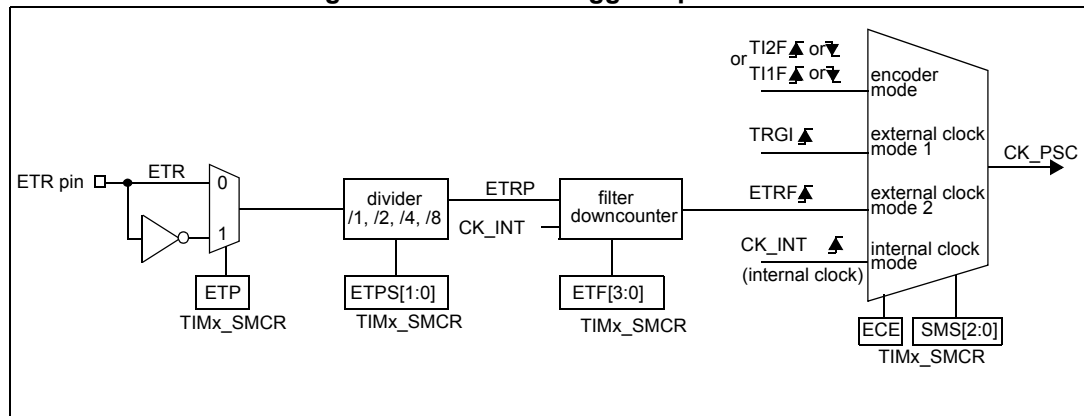 TI2F or
or TI1F or
encoder
mode
TRGI
external clock
mode 1
CK_PSC
ETR pin
ETR
0
1
divider
/1, /2, /4, /8
ETRP
CK_INT
filter
downcounter
ETRF
external clock
mode 2
CK_INT
(internal clock)
internal clock
mode
ETP
TIMx_SMCR
ETPS[1:0]
TIMx_SMCR
ETF[3:0]
TIMx_SMCR
ECE
SMS[2:0]
TIMx_SMCR